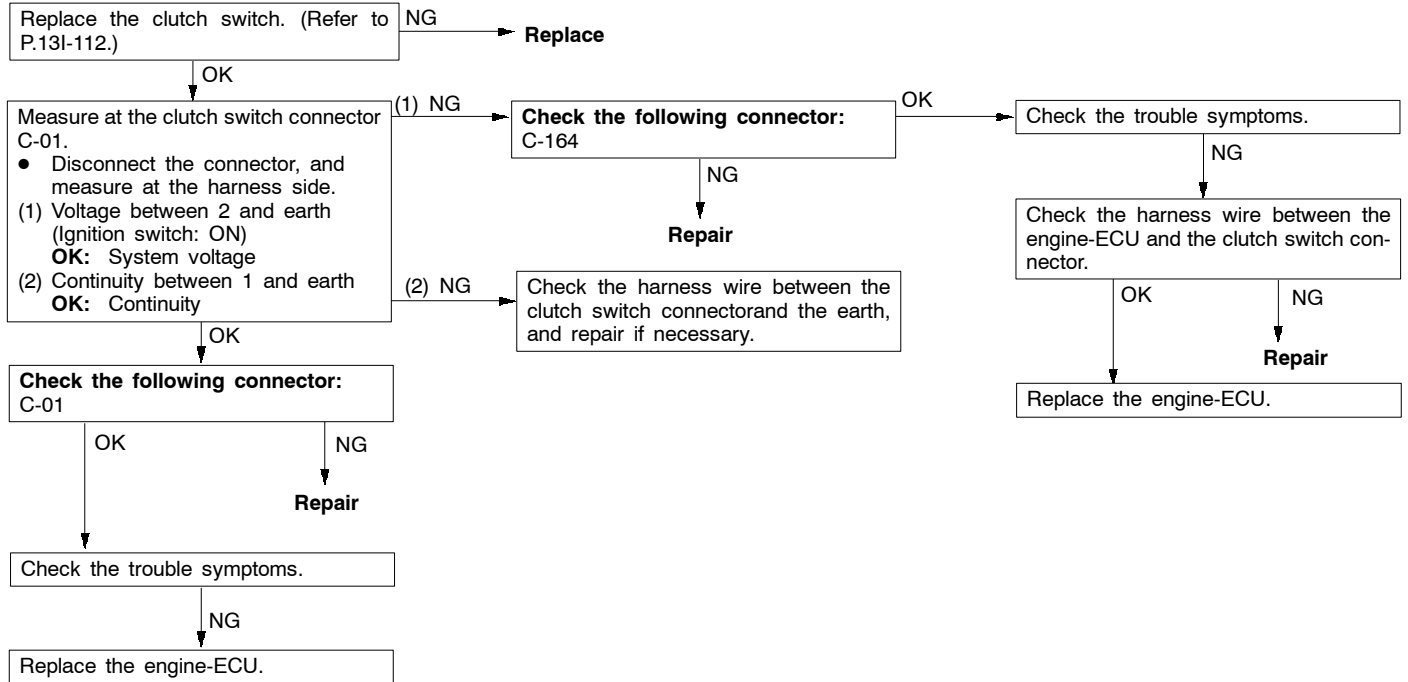 Replace the clutch switch. (Refer to
P.13I-112.)
NG
Replace
OK
Measure at the clutch switch connector
C-01.
● Disconnect the connector, and
measure at the harness side.
(1) Voltage between 2 and earth
(Ignition switch: ON)
OK: System voltage
(2) Continuity between 1 and earth
OK: Continuity
(1) NG
Check the following connector:
C-164
OK
Check the trouble symptoms.
NG
Check the harness wire between the
engine-ECU and the clutch switch con-
nector.
OK
NG
Repair
Replace the engine-ECU.
NG
Repair
(2) NG
Check the harness wire between the
clutch switch connectorand the earth,
and repair if necessary.
OK
Check the following connector:
C-01
OK
NG
Repair
Check the trouble symptoms.
NG
Replace the engine-ECU.